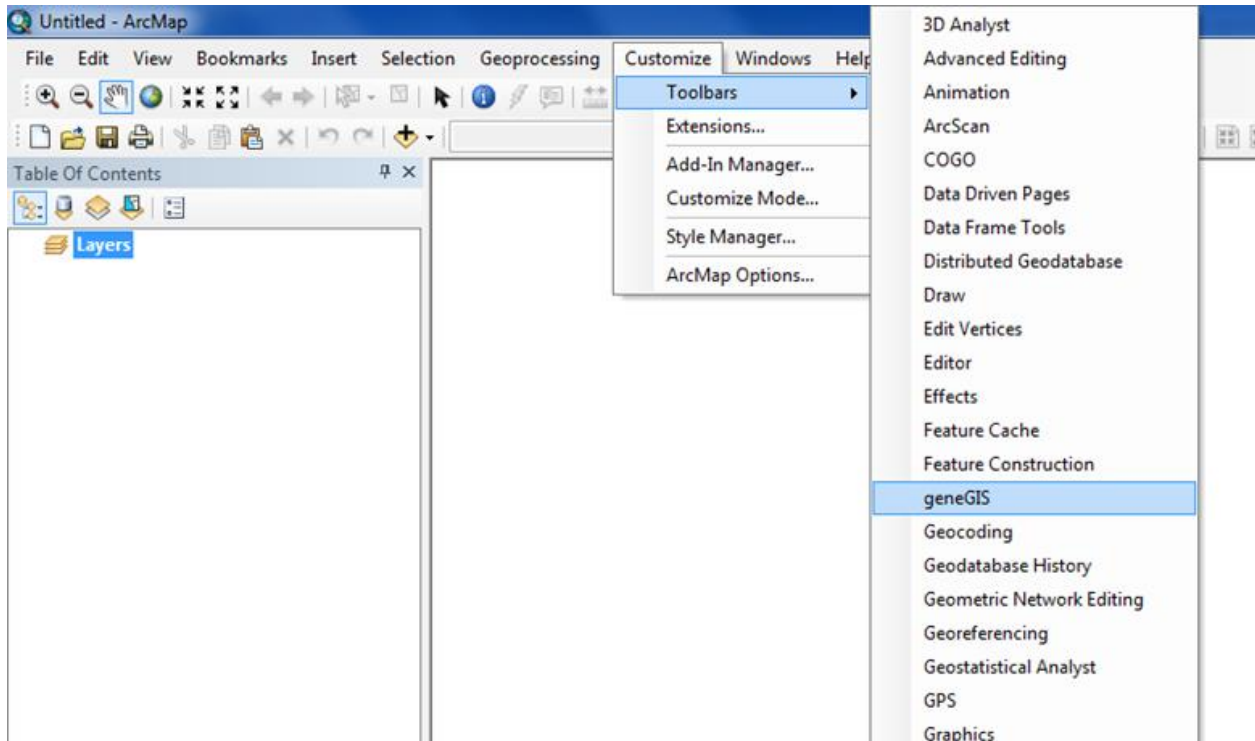 Untitled - ArcMap
File Edit View Bookmarks Insert Selection Geoprocessing Customize Windows Help
Table Of Contents
Layers
Toolbars
Extensions...
Add-In Manager...
Customize Mode...
Style Manager...
ArcMap Options...
3D Analyst
Advanced Editing
Animation
ArcScan
COGO
Data Driven Pages
Data Frame Tools
Distributed Geodatabase
Draw
Edit Vertices
Editor
Effects
Feature Cache
Feature Construction
geneGIS
Geocoding
Geodatabase History
Geometric Network Editing
Georeferencing
Geostatistical Analyst
GPS
Graphics